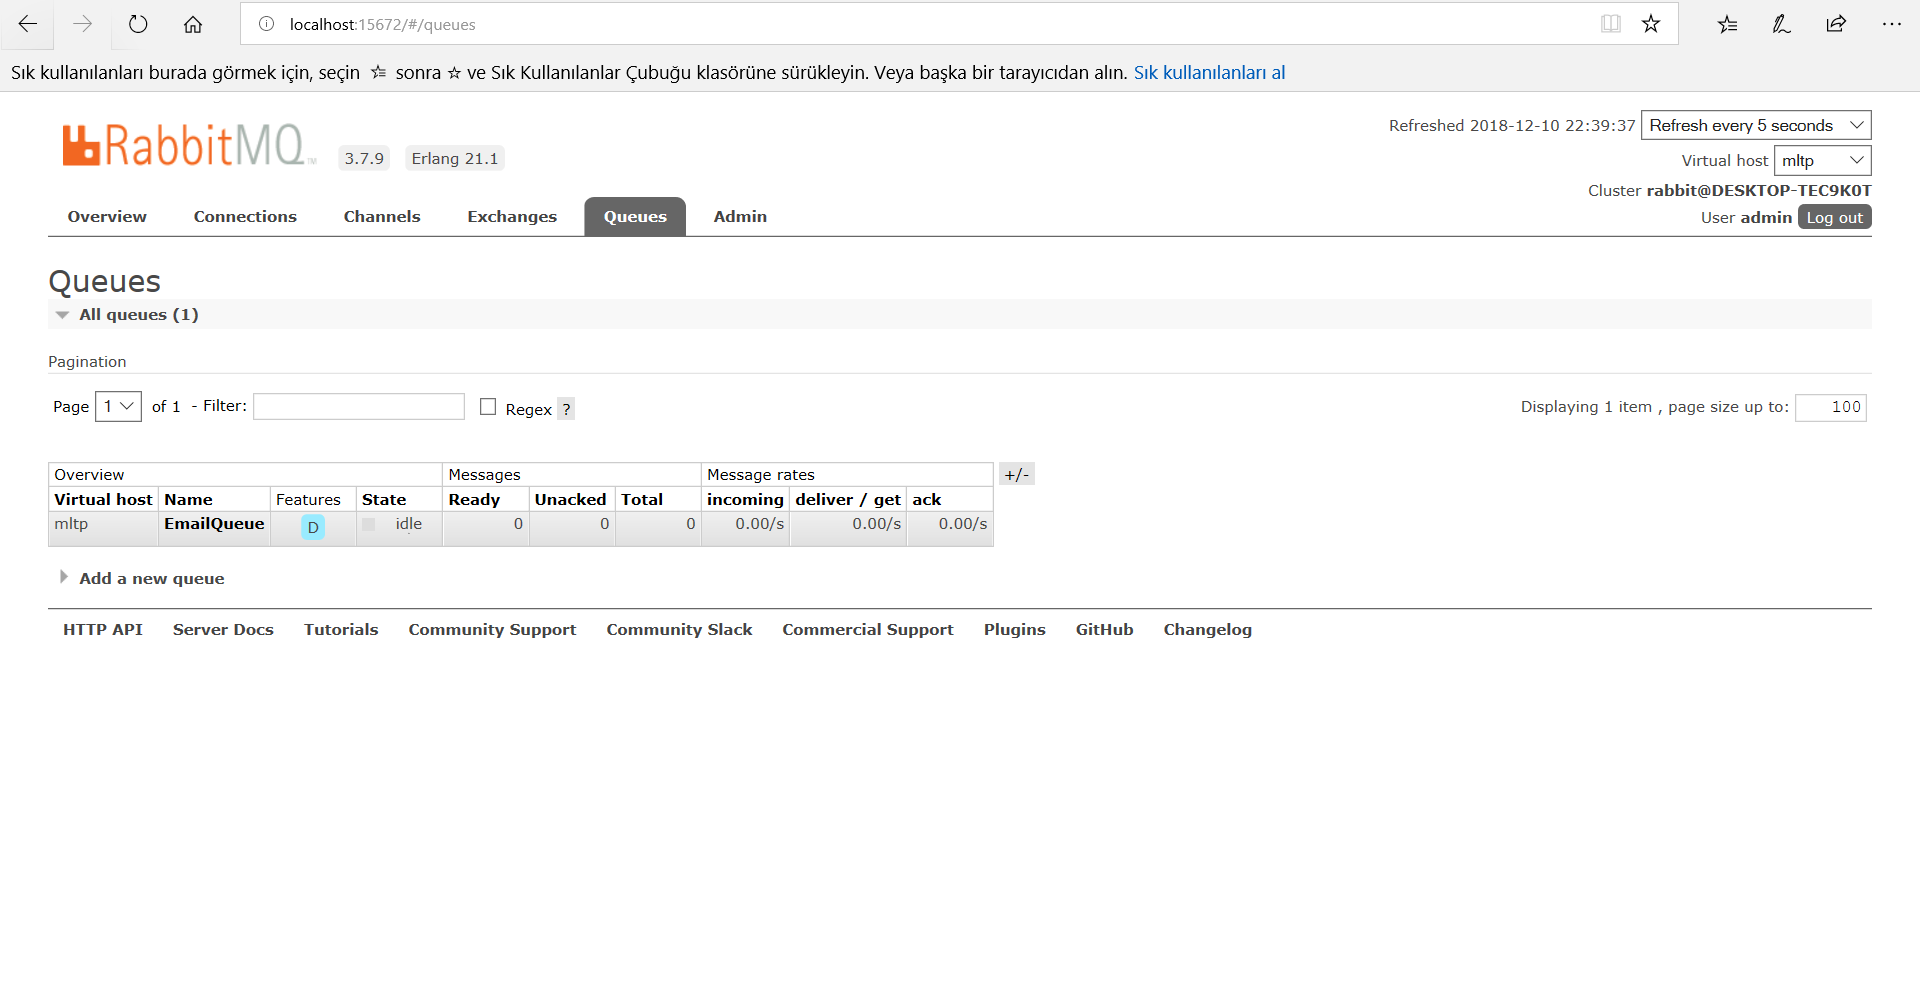 localhost:15672/#/queues
Sık kullanılanları burada görmek için, seçin sonra ☆ ve Sık Kullanılanlar Çubuğu klasörüne sürükleyin. Veya başka bir tarayıcıdan alın. Sık kullanılanları al
RabbitMQ TM 3.7.9 Erlang 21.1
Refreshed 2018-12-10 22:39:37 Refresh every 5 seconds
Virtual host mltp
Cluster rabbit@DESKTOP-TEC9K0T
User admin Log out
Overview Connections Channels Exchanges Queues Admin
Queues
All queues (1)
Pagination
Page 1 of 1 - Filter: Regex ? Displaying 1 item , page size up to: 100
Overview Messages Message rates +/-
Virtual host Name Features State Ready Unacked Total incoming deliver / get ack
mltp EmailQueue D idle 0 0 0 0.00/s 0.00/s 0.00/s
Add a new queue
HTTP API Server Docs Tutorials Community Support Community Slack Commercial Support Plugins GitHub Changelog